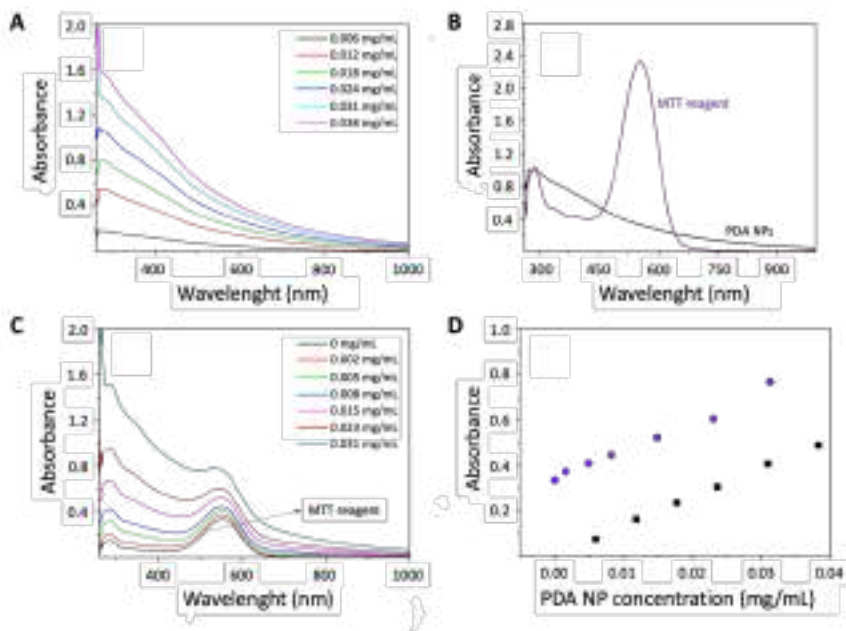 A
2.0
1.6
1.2
0.8
0.4
Absorbance
0.006 mg/mL
0.012 mg/mL
0.018 mg/mL
0.024 mg/mL
0.031 mg/mL
0.038 mg/mL
400 600 800 1000
Wavelenght (nm)
B
2.8
2.4
2.0
1.6
1.2
0.8
0.4
Absorbance
MTT reagent
PDA NPs
300 450 600 750 900
Wavelenght (nm)
C
2.0
1.6
1.2
0.8
0.4
Absorbance
0 mg/mL
0.002 mg/mL
0.005 mg/mL
0.008 mg/mL
0.015 mg/mL
0.023 mg/mL
0.031 mg/mL
MTT reagent
400 600 800 1000
Wavelenght (nm)
D
1.0
0.8
0.6
0.4
0.2
Absorbance
0.00 0.01 0.02 0.03 0.04
PDA NP concentration (mg/mL)